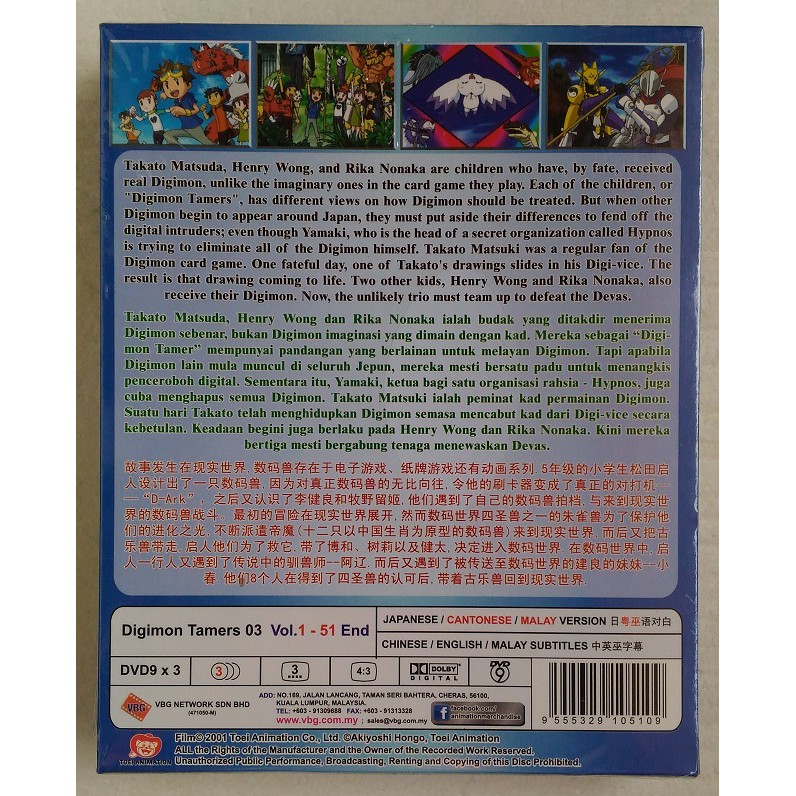 Takato Matsuda, Henry Wong, and Rika Nonaka are children who have, by fate, received
real Digimon, unlike the imaginary ones in the card game they play. Each of the children, or
"Digimon Tamers", has different views on how Digimon should be treated. But when other
Digimon begin to appear around Japan, they must put aside their differences to fend off the
digital intruders; even though Yamaki, who is the head of a secret organization called Hypnos
is trying to eliminate all of the Digimon himself. Takato Matsuki was a regular fan of the
Digimon card game. One fateful day, one of Takato's drawings slides in his Digi-vice. The
result is that drawing coming to life. Two other kids, Henry Wong and Rika Nonaka, also
receive their Digimon. Now, the unlikely trio must team up to defeat the Devas.
Takato Matsuda, Henry Wong dan Rika Nonaka ialah budak yang ditakdir menerima
Digimon sebenar, bukan Digimon imaginasi yang dimain dengan kad. Mereka sebagai "Digi-
mon Tamer" mempunyai pandangan yang berlainan untuk melayan Digimon. Tapi apabila
Digimon lain mula muncul di seluruh Jepun, mereka mesti bersatu padu untuk menangkis
penceroboh digital. Sementara itu, Yamaki, ketua bagi satu organisasi rahsia - Hypnos, juga
cuba menghapus semua Digimon. Takato Matsuki ialah peminat kad permainan Digimon.
Suatu hari Takato telah menghidupkan Digimon semasa mencabut kad dari Digi-vice secara
kebetulan. Keadaan begini juga berlaku pada Henry Wong dan Rika Nonaka. Kini mereka
bertiga mesti bergabung tenaga menewaskan Devas.
故事发生在现实世界, 数码兽存在于电子游戏、纸牌游戏还有动画系列. 5年级的小学生松田启
人设计出了一只数码兽, 因为对真正数码兽的无比向往, 令他的刷卡器变成了真正的对打机——
——“D-Ark”, 之后又认识了李健良和牧野留姬, 他们遇到了自己的数码兽拍档, 与来到现实世
界的数码兽战斗. 最初的冒险在现实世界展开, 然而数码世界四圣兽之一的朱雀兽为了保护他
们的进化之光, 不断派遣帝魔(十二只以中国生肖为原型的数码兽)来到现实世界, 而后又把古
乐兽带走. 启人他们为了救它, 带了博和、树莉以及健太, 决定进入数码世界. 在数码世界中, 启
人一行人又遇到了传说中的驯兽师--阿辽, 而后又遇到了被传送至数码世界的建良的妹妹--小
春. 他们8个人在得到了四圣兽的认可后, 带着古乐兽回到现实世界.
Digimon Tamers 03 Vol.1 - 51 End
JAPANESE / CANTONESE / MALAY VERSION 日粤巫语对白
CHINESE / ENGLISH / MALAY SUBTITLES 中英巫字幕
DVD9 x 3
3
3
4:3
DOLBY
DIGITAL
DVD
9
VBG
VBG NETWORK SDN BHD
(471050-M)
ADD: NO.169, JALAN LANCANG, TAMAN SERI BAHTERA, CHERAS, 56100,
KUALA LUMPUR, MALAYSIA.
TEL: +603 - 91309688 FAX: +603 - 91313328
www.vbg.com.my ; sales@vbg.com.my
facebook.com/
animationmerchandise
9 555329 105109
TOEI ANIMATION
Film© 2001 Toei Animation Co., Ltd. ©Akiyoshi Hongo, Toei Animation
ALL the Rights of the Manufacturer and the Owner of the Recorded Work Reserved.
Unauthorized Public Performance, Broadcasting, Renting and Copying of this Disc Prohibited.